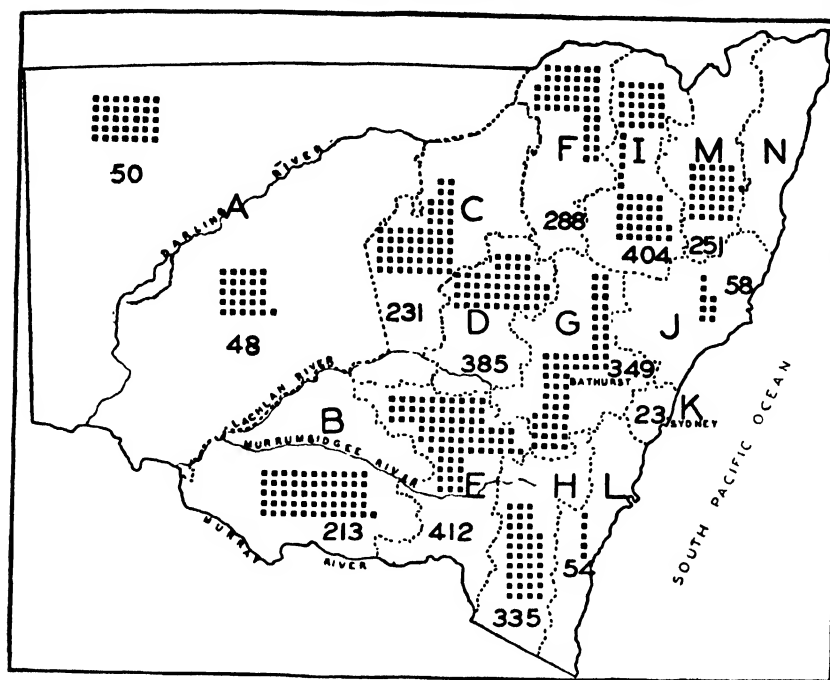 50
DARLING RIVER
A
C
F
I
M
N
288
404
251
58
48
231
D
385
G
J
349
BATHURST
LACHLAN RIVER
B
MURRUMBIDGEE RIVER
23
K
SYDNEY
SOUTH PACIFIC OCEAN
E
H
L
213
412
54
MURRAY RIVER
335